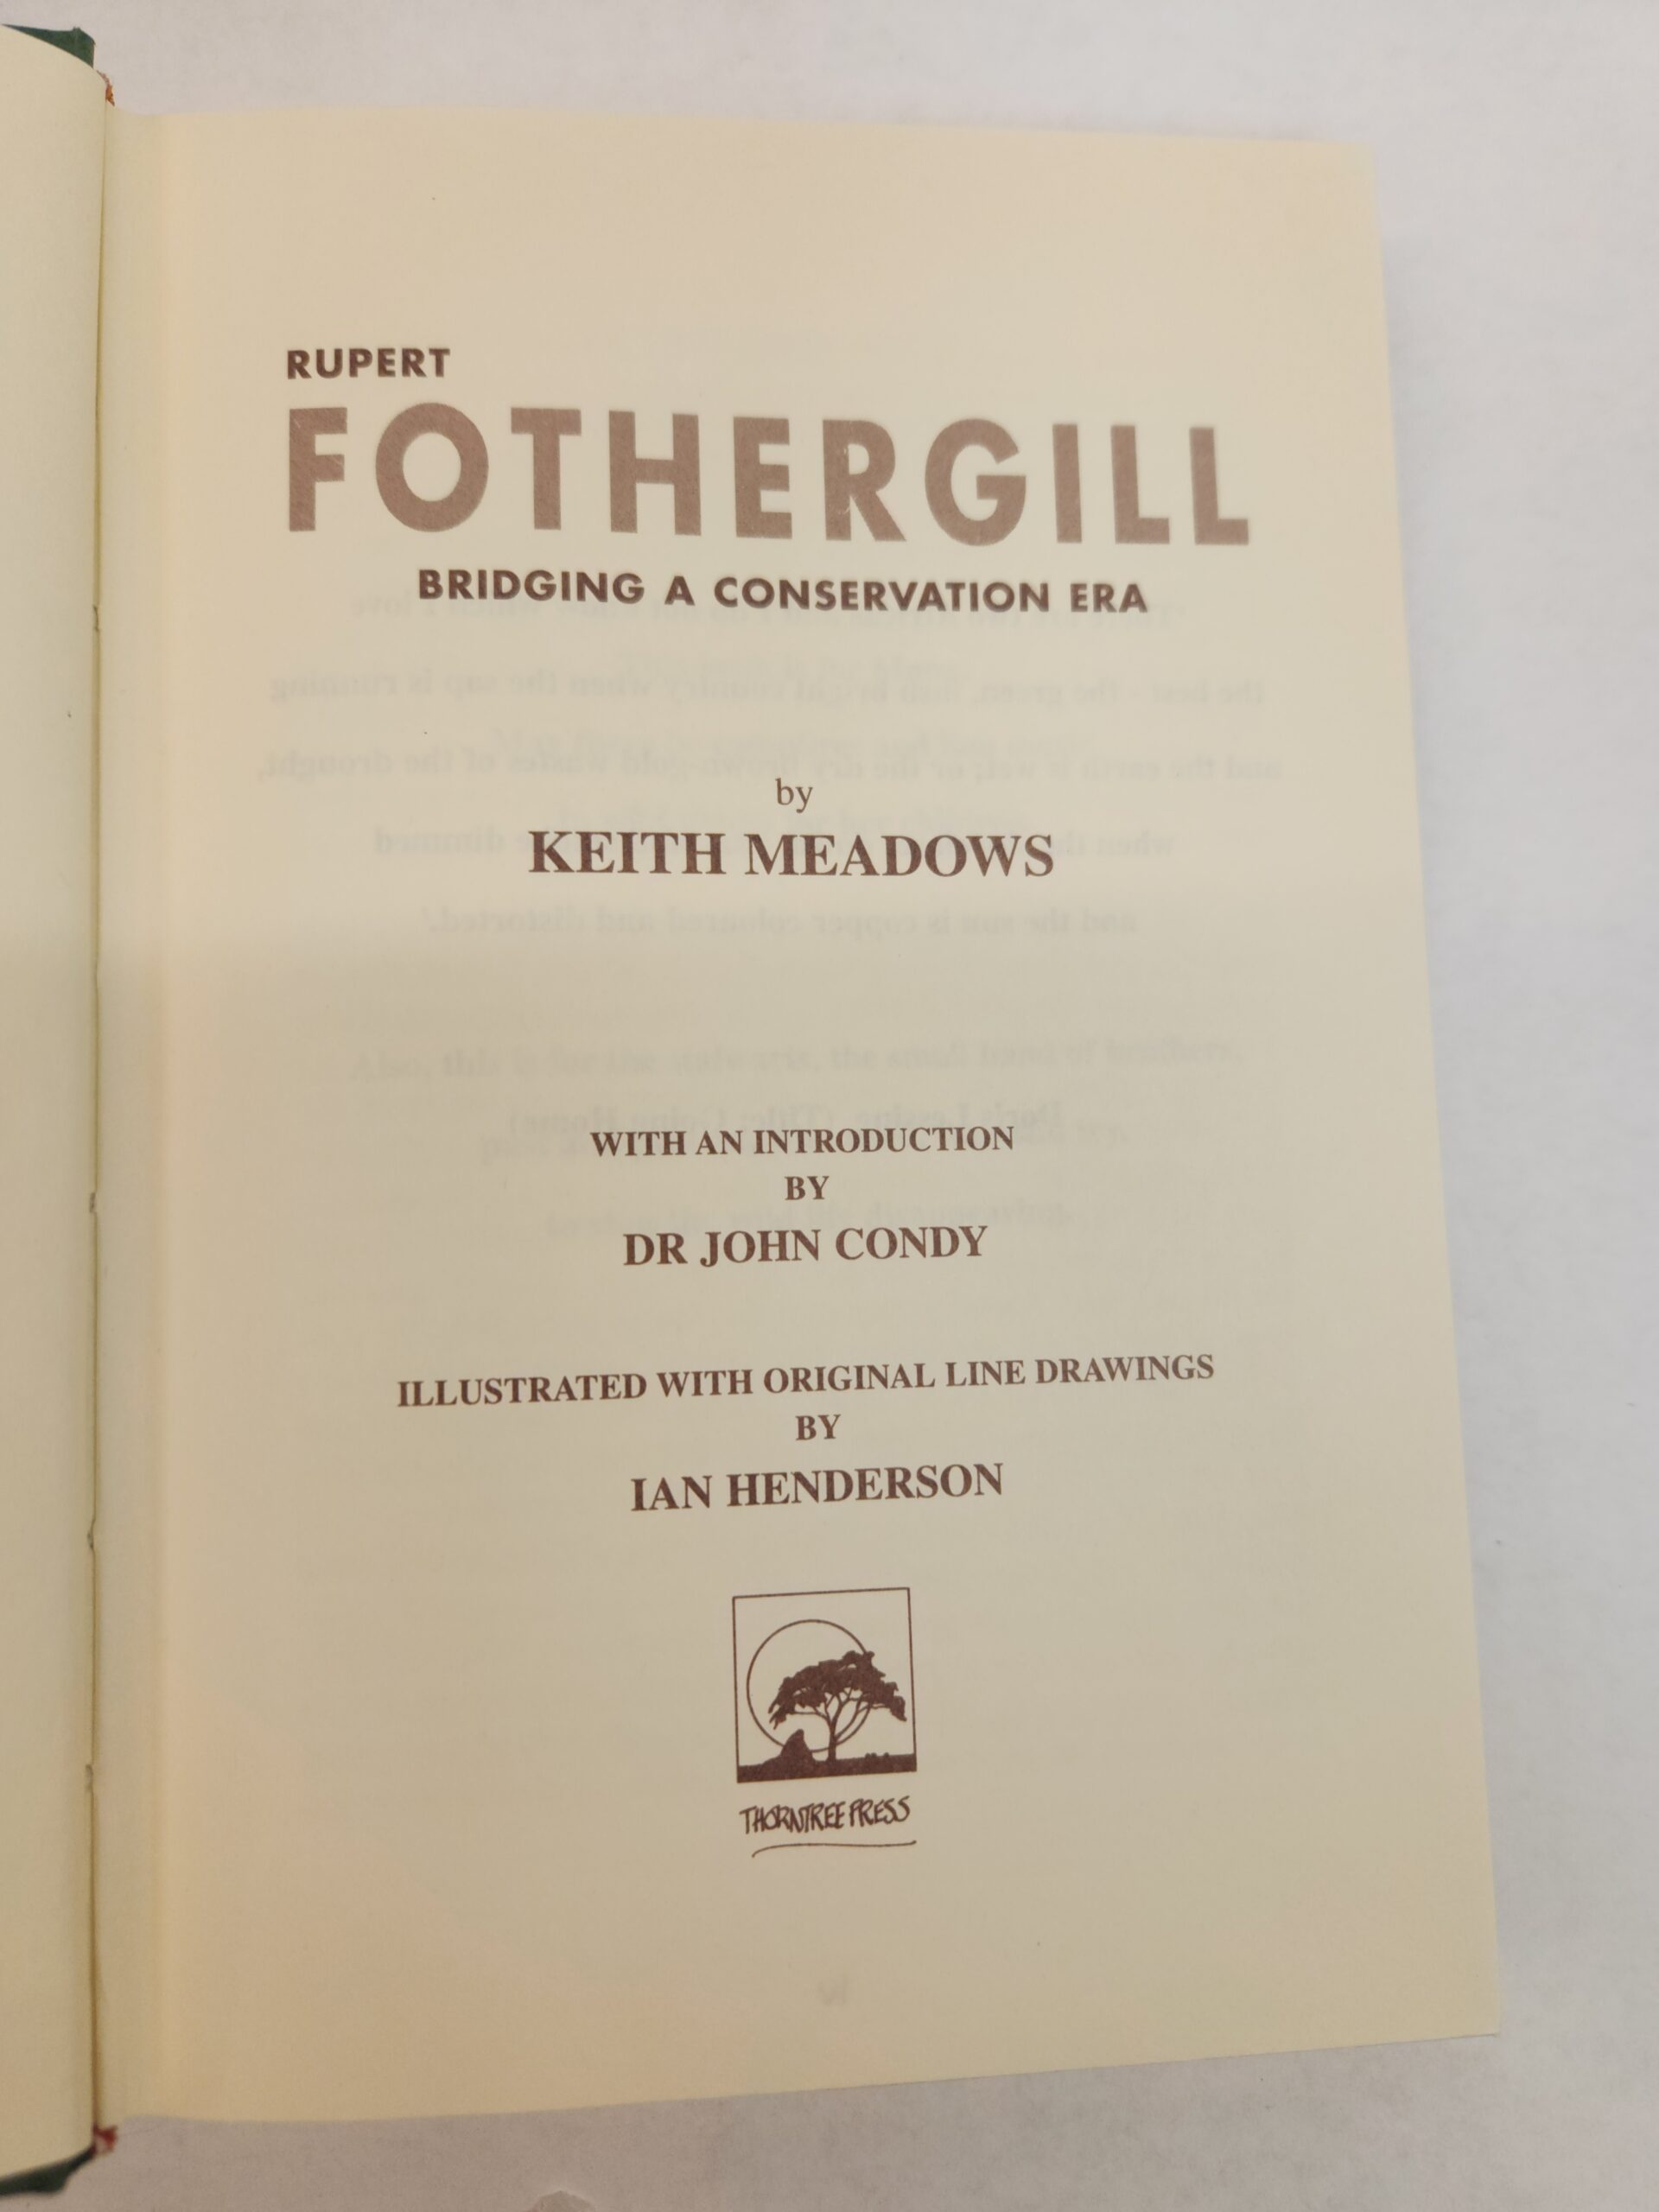 RUPERT
FOTHERGILL
BRIDGING A CONSERVATION ERA
by
KEITH MEADOWS
WITH AN INTRODUCTION
BY
DR JOHN CONDY
ILLUSTRATED WITH ORIGINAL LINE DRAWINGS
BY
IAN HENDERSON
THORNTREE PRESS